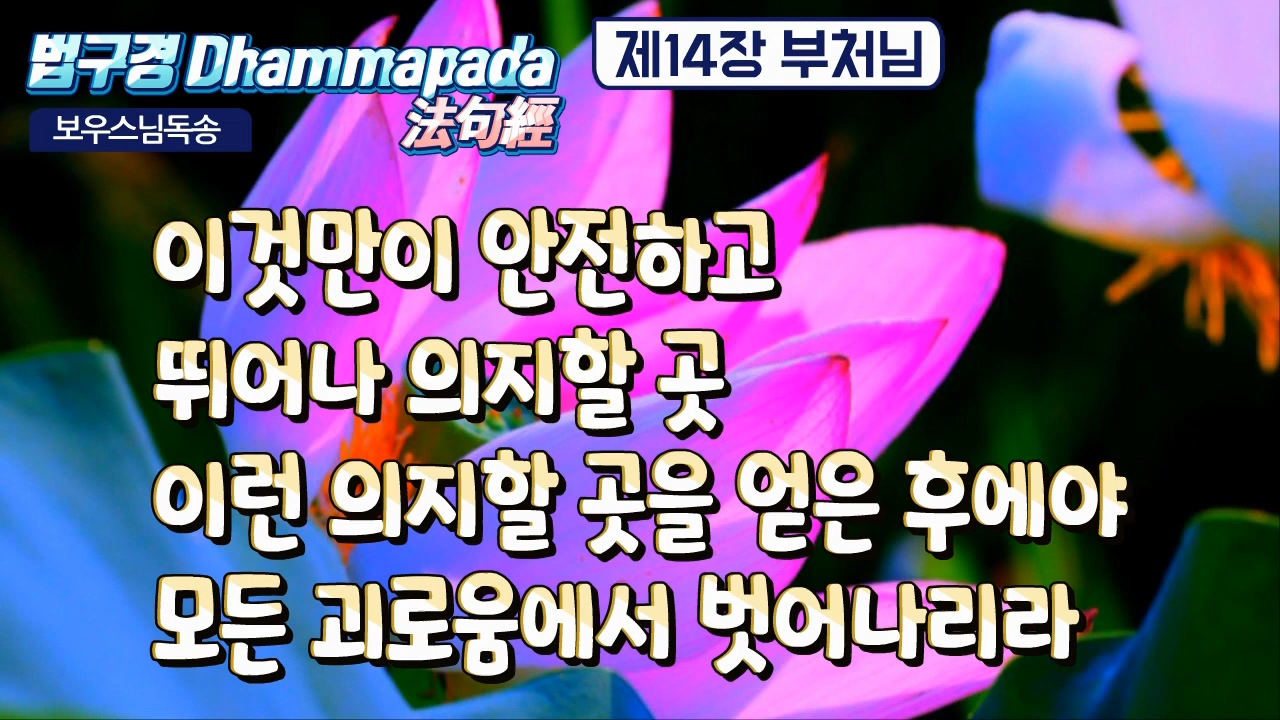 법구경 Dhammapada
法句經
보우스님독송
제14장 부처님
이것만이 안전하고
뛰어나 의지할 곳
이런 의지할 곳을 얻은 후에야
모든 괴로움에서 벗어나리라